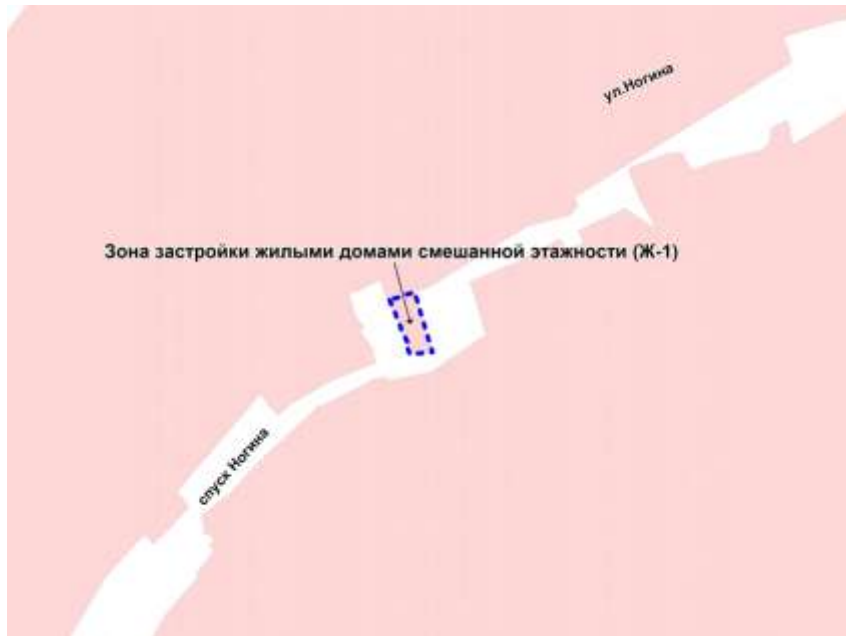 ул.Ногина
Зона застройки жилыми домами смешанной этажности (Ж-1)
спуск Ногина